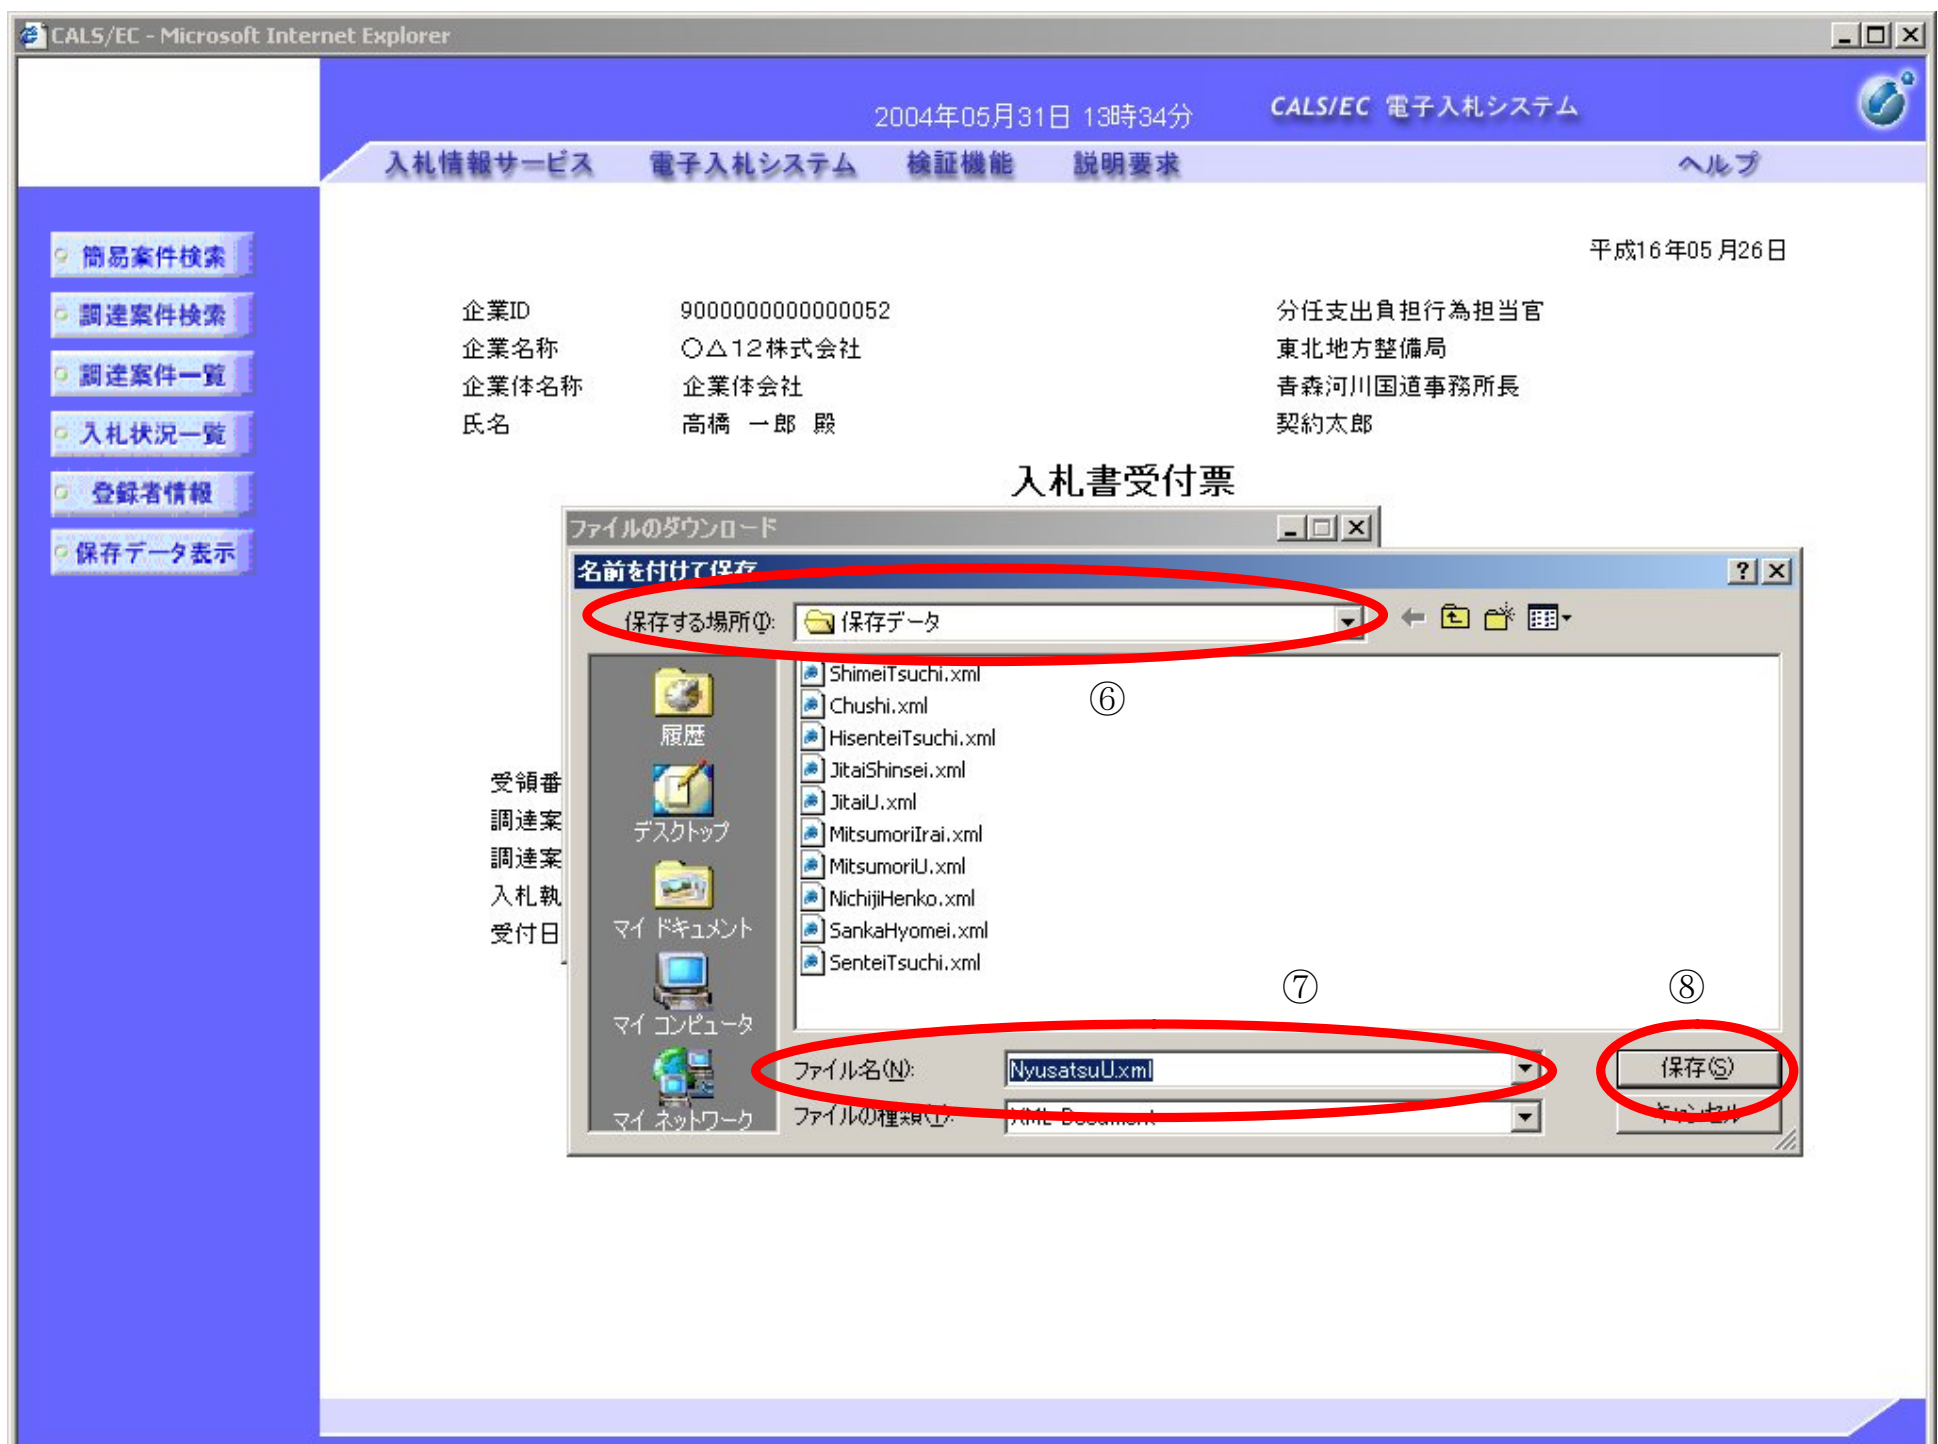 CALS/EC - Microsoft Internet Explorer
2004年05月31日 13時34分
CALS/EC 電子入札システム
入札情報サービス 電子入札システム 検証機能 説明要求 ヘルプ
簡易案件検索
調達案件検索
調達案件一覧
入札状況一覧
登録者情報
保存データ表示
平成16年05月26日
企業ID 9000000000000052 分任支出負担行為担当官
企業名称 ○△12株式会社 東北地方整備局
企業体名称 企業体会社 青森河川国道事務所長
氏名 高橋 一郎 殿 契約太郎
入札書受付票
受領番
調達案
調達案
入札執
受付日
ファイルのダウンロード
名前を付けて保存
保存する場所(I): 保存データ
履歴
デスクトップ
マイ ドキュメント
マイ コンピュータ
マイ ネットワーク
ShimeiTsuchi.xml
Chushi.xml
HisenteiTsuchi.xml
JitaiShinsei.xml
JitaiU.xml
MitsumoriIrai.xml
MitsumoriU.xml
NichijiHenko.xml
SankaHyomei.xml
SenteiTsuchi.xml
⑥
⑦
⑧
ファイル名(N): NyusatsuU.xml 保存(S)
ファイルの種類(T): XML Document キャンセル